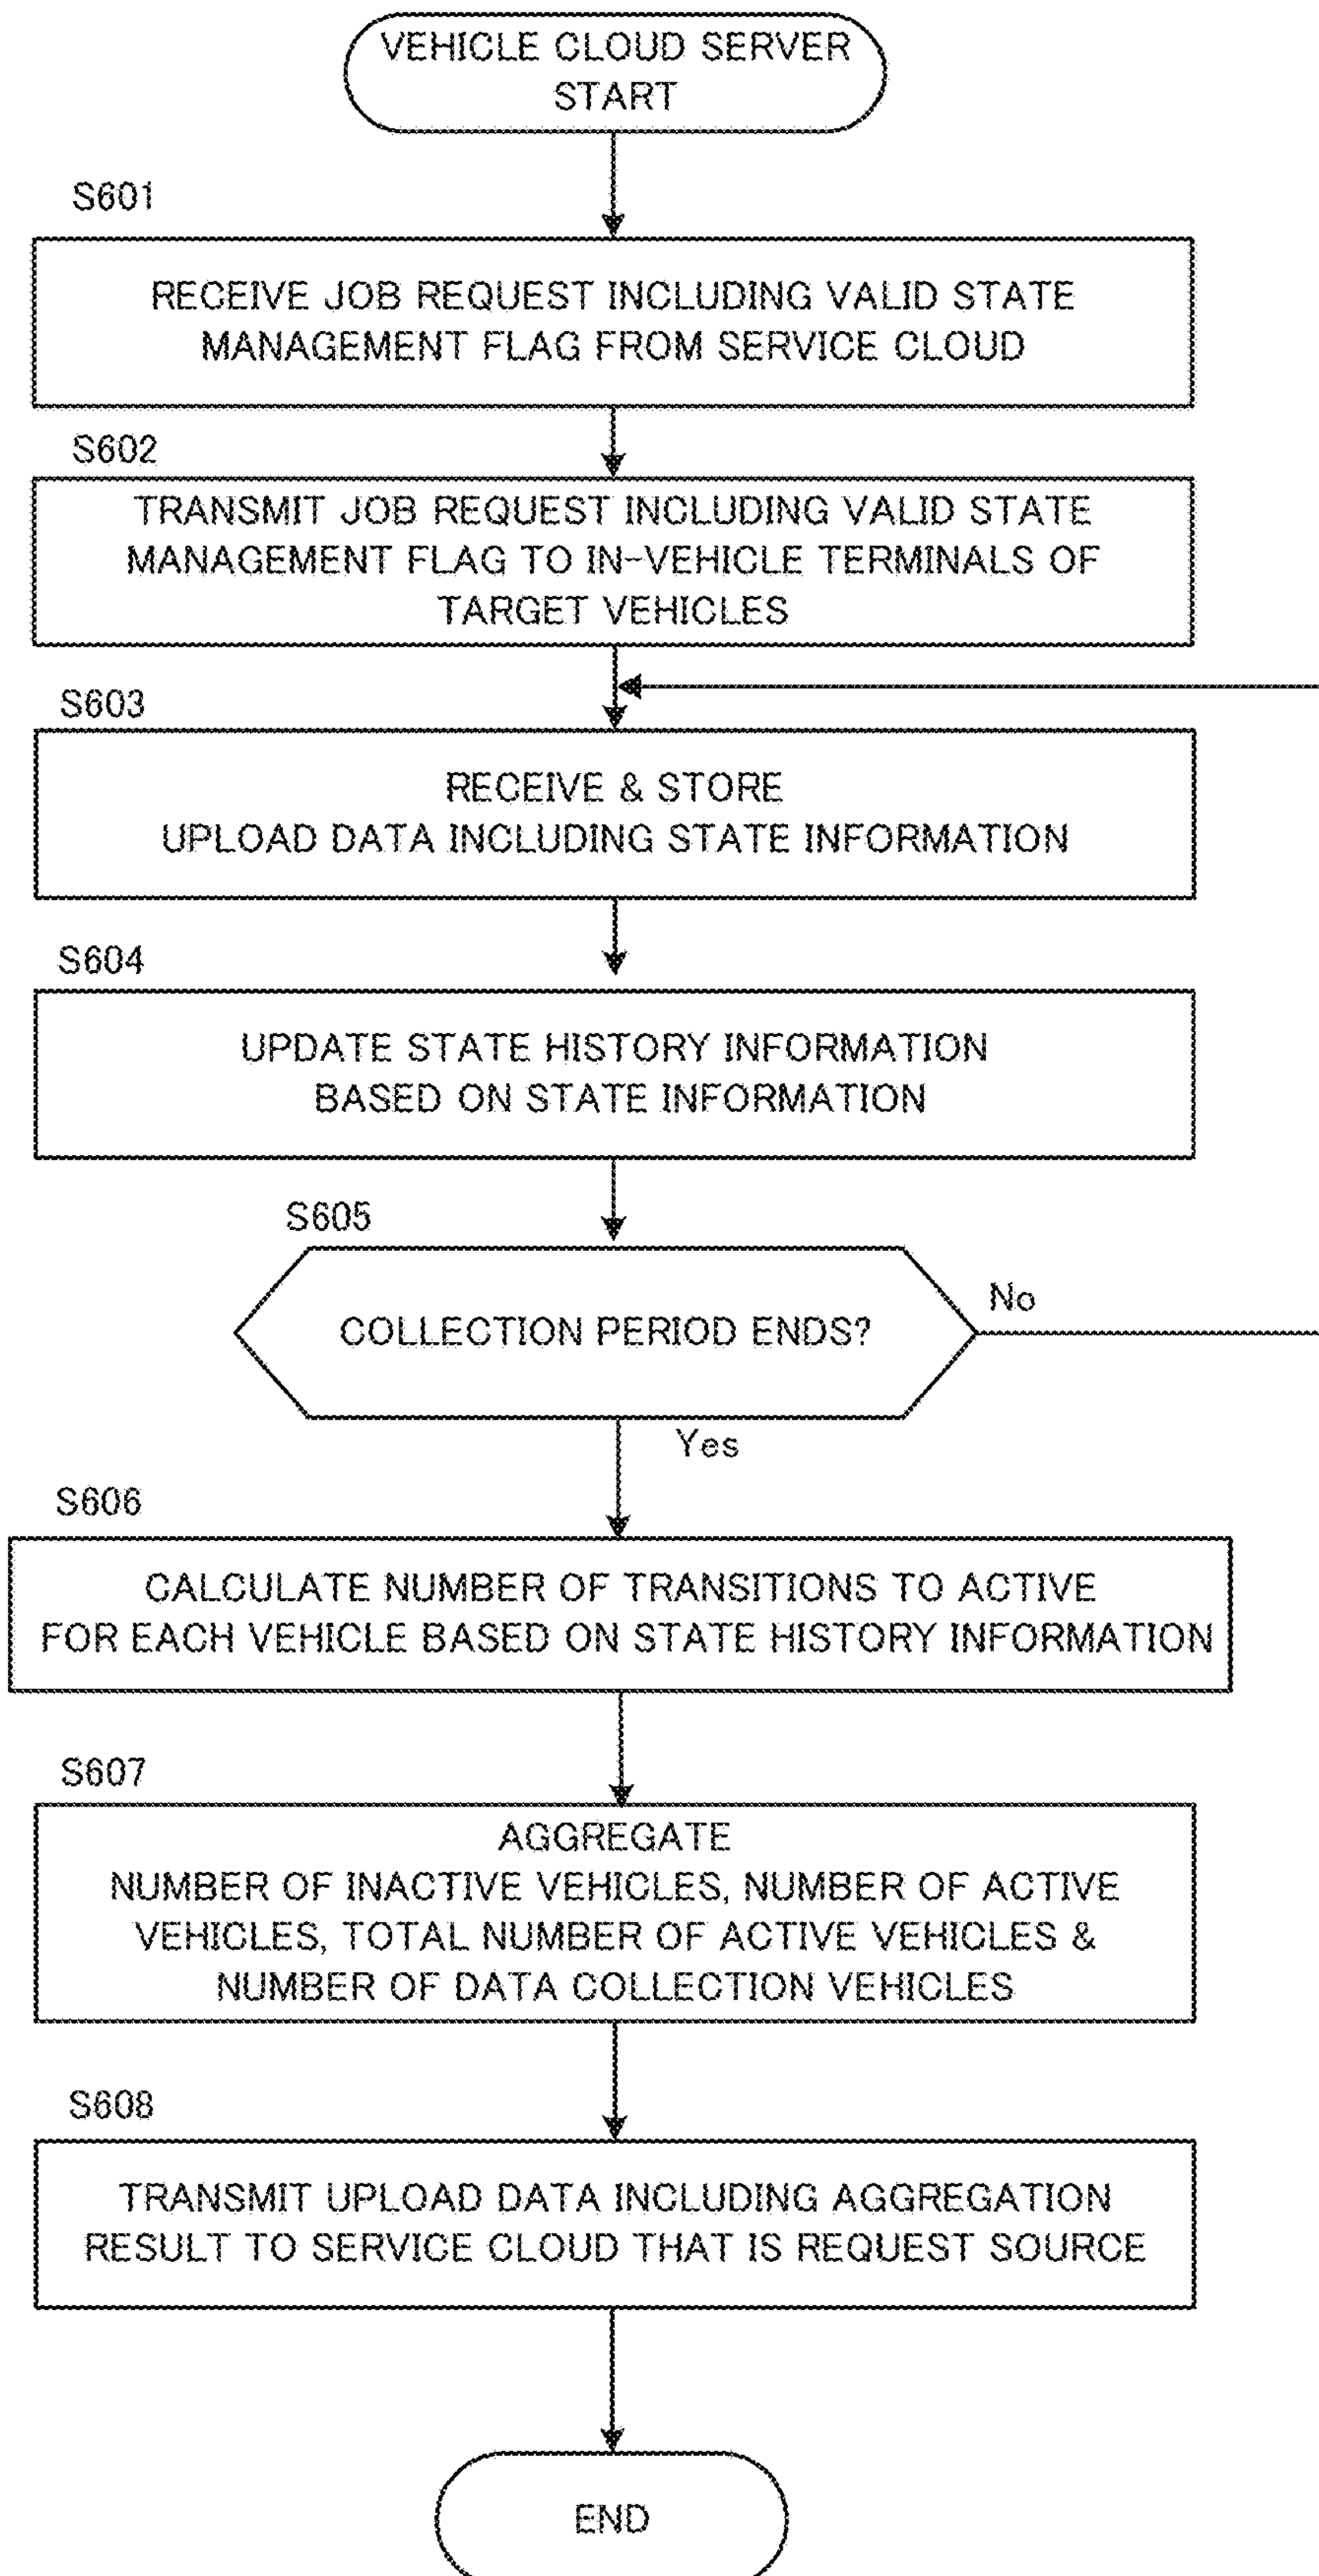 VEHICLE CLOUD SERVER
START
S601
RECEIVE JOB REQUEST INCLUDING VALID STATE
MANAGEMENT FLAG FROM SERVICE CLOUD
S602
TRANSMIT JOB REQUEST INCLUDING VALID STATE
MANAGEMENT FLAG TO IN-VEHICLE TERMINALS OF
TARGET VEHICLES
S603
RECEIVE & STORE
UPLOAD DATA INCLUDING STATE INFORMATION
S604
UPDATE STATE HISTORY INFORMATION
BASED ON STATE INFORMATION
S605
COLLECTION PERIOD ENDS?
No
Yes
S606
CALCULATE NUMBER OF TRANSITIONS TO ACTIVE
FOR EACH VEHICLE BASED ON STATE HISTORY INFORMATION
S607
AGGREGATE
NUMBER OF INACTIVE VEHICLES, NUMBER OF ACTIVE
VEHICLES, TOTAL NUMBER OF ACTIVE VEHICLES &
NUMBER OF DATA COLLECTION VEHICLES
S608
TRANSMIT UPLOAD DATA INCLUDING AGGREGATION
RESULT TO SERVICE CLOUD THAT IS REQUEST SOURCE
END